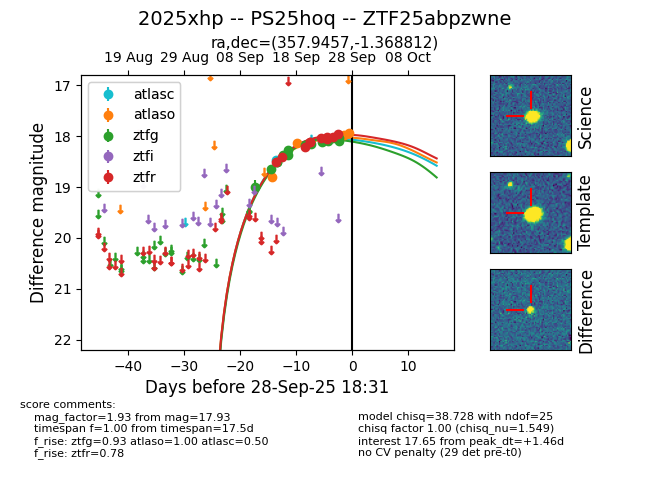 2025xhp -- PS25hoq -- ZTF25abpzwne
ra,dec=(357.9457,-1.368812)
19 Aug 29 Aug 08 Sep 18 Sep 28 Sep 08 Oct
17
18
19
20
21
22
Difference magnitude
atlasc
atlaso
ztfg
ztfi
ztfr
−40 −30 −20 −10 0 10
Days before 28-Sep-25 18:31
Science
Template
Difference
score comments:
mag_factor=1.93 from mag=17.93
timespan f=1.00 from timespan=17.5d
f_rise: ztfg=0.93 atlaso=1.00 atlasc=0.50
f_rise: ztfr=0.78
model chisq=38.728 with ndof=25
chisq factor 1.00 (chisq_nu=1.549)
interest 17.65 from peak_dt=+1.46d
no CV penalty (29 det pre-t0)